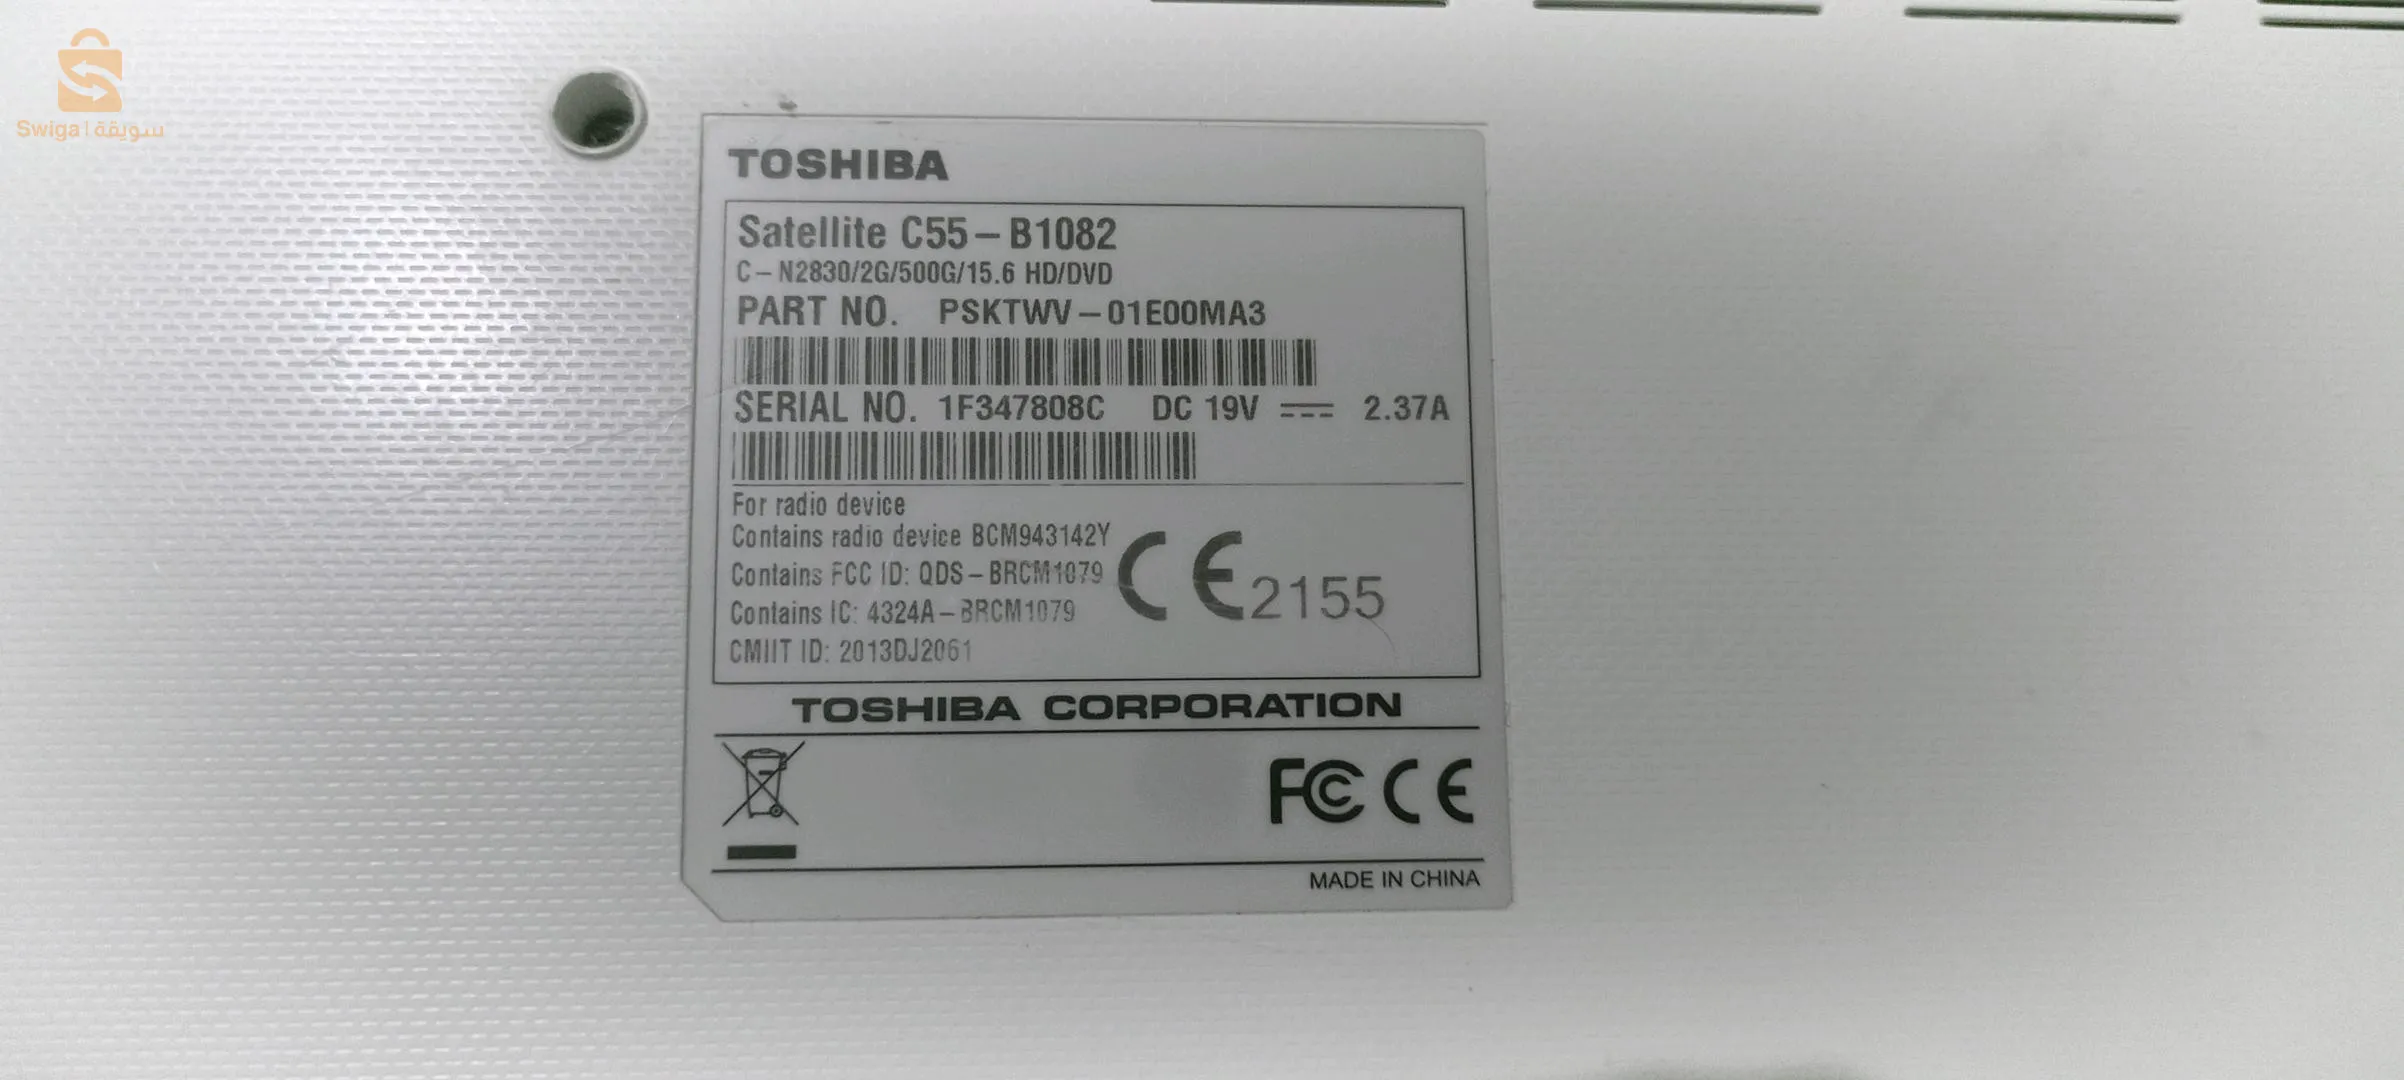 Swiga | سويقة
TOSHIBA
Satellite C55-B1082
C-N2830/2G/500G/15.6 HD/DVD
PART NO. PSKTWV-01E00MA3
SERIAL NO. 1F347808C DC 19V 2.37A
For radio device
Contains radio device BCM943142Y
Contains FCC ID: QDS-BRCM1079
Contains IC: 4324A-BRCM1079
CMIIT ID: 2013DJ2061
CE 2155
TOSHIBA CORPORATION
FC CE
MADE IN CHINA